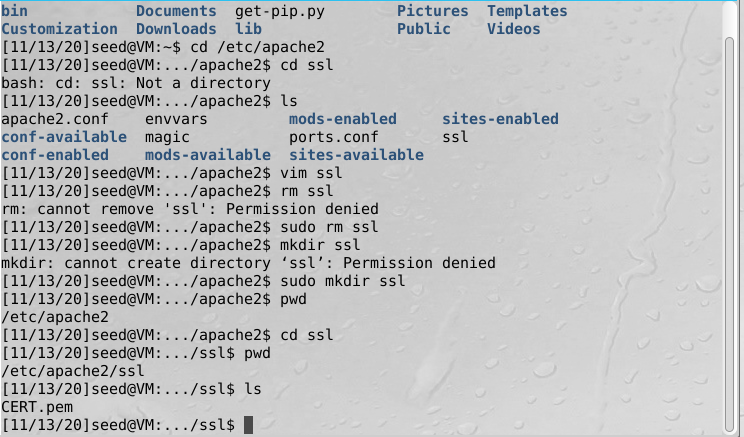 bin Documents get-pip.py Pictures Templates
Customization Downloads lib Public Videos
[11/13/20]seed@VM:~$ cd /etc/apache2
[11/13/20]seed@VM:.../apache2$ cd ssl
bash: cd: ssl: Not a directory
[11/13/20]seed@VM:.../apache2$ ls
apache2.conf envvars mods-enabled sites-enabled
conf-available magic ports.conf ssl
conf-enabled mods-available sites-available
[11/13/20]seed@VM:.../apache2$ vim ssl
[11/13/20]seed@VM:.../apache2$ rm ssl
rm: cannot remove 'ssl': Permission denied
[11/13/20]seed@VM:.../apache2$ sudo rm ssl
[11/13/20]seed@VM:.../apache2$ mkdir ssl
mkdir: cannot create directory ‘ssl’: Permission denied
[11/13/20]seed@VM:.../apache2$ sudo mkdir ssl
[11/13/20]seed@VM:.../apache2$ pwd
/etc/apache2
[11/13/20]seed@VM:.../apache2$ cd ssl
[11/13/20]seed@VM:.../ssl$ pwd
/etc/apache2/ssl
[11/13/20]seed@VM:.../ssl$ ls
CERT.pem
[11/13/20]seed@VM:.../ssl$